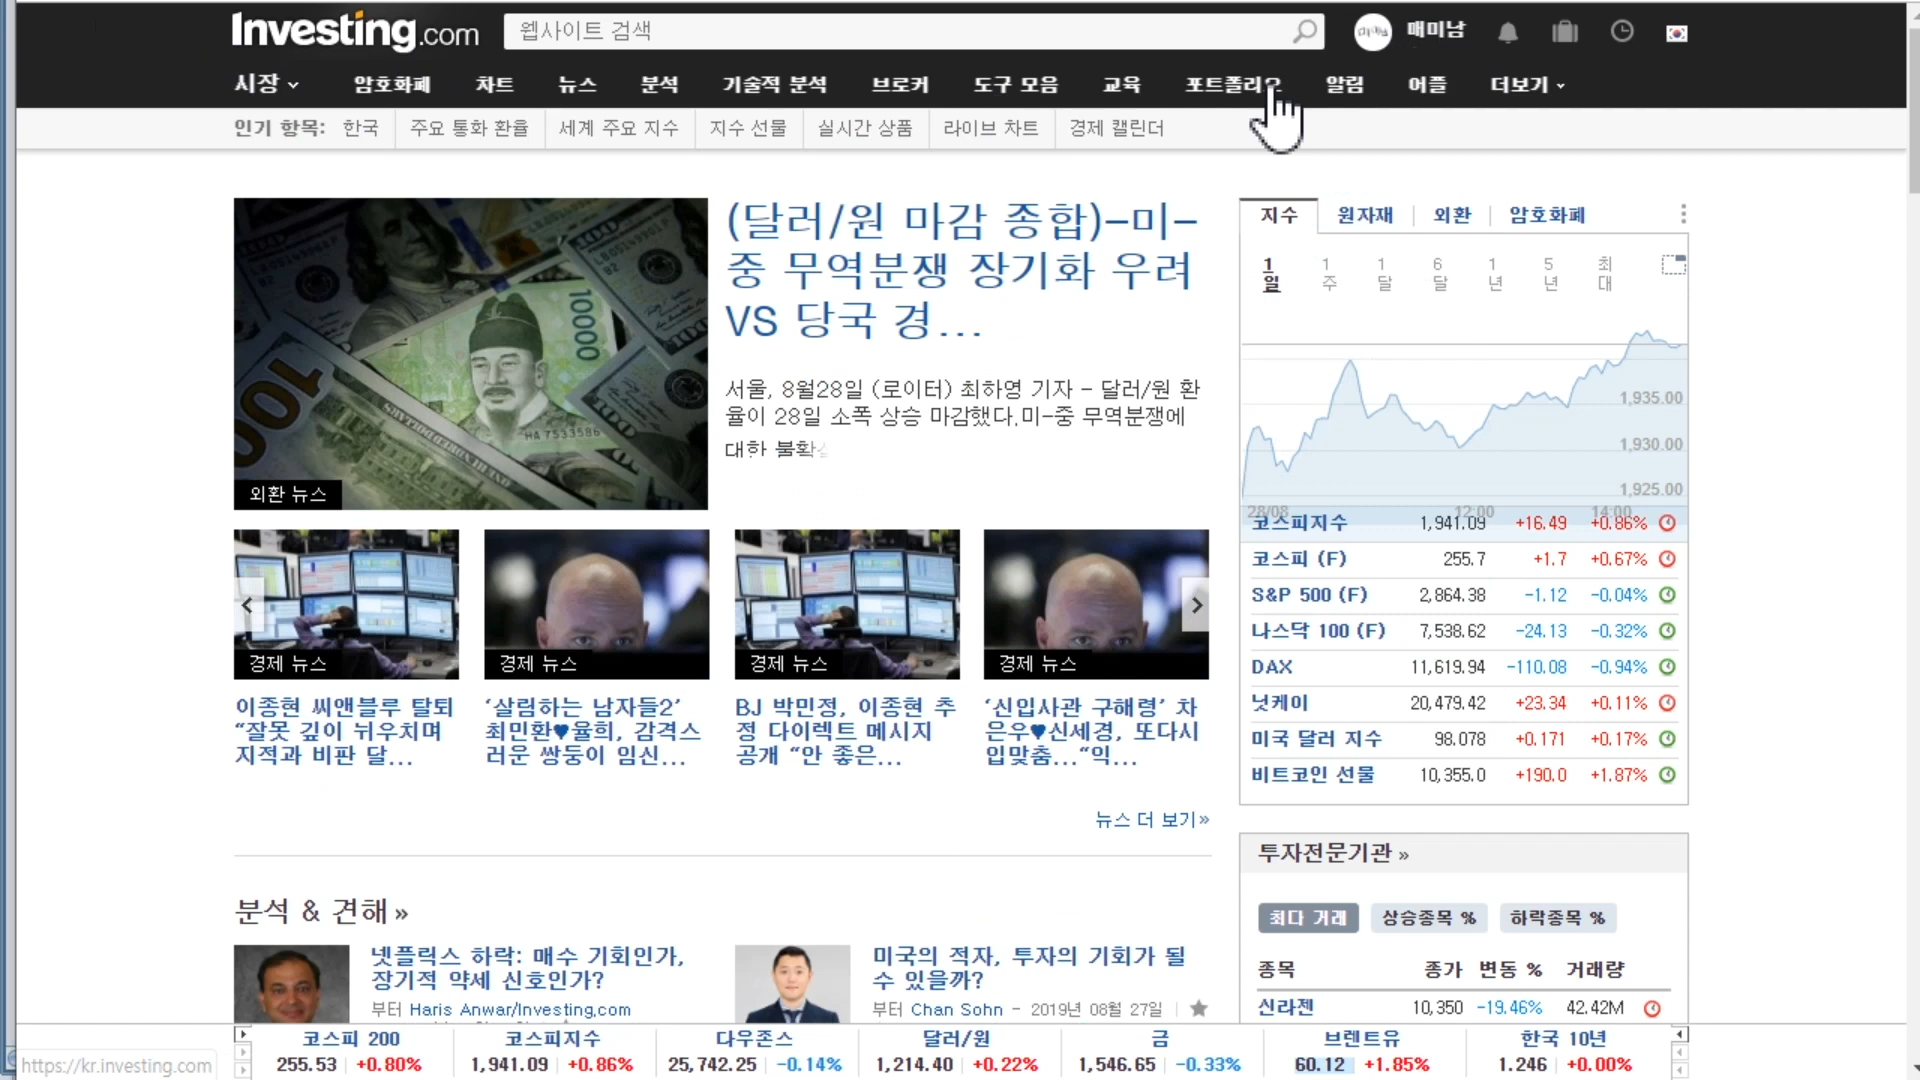 Investing.com
웹사이트 검색
매미남
시장 암호화폐 차트 뉴스 분석 기술적 분석 브로커 도구 모음 교육 포트폴리오 알림 어플 더보기
인기 항목: 한국 주요 통화 환율 세계 주요 지수 지수 선물 실시간 상품 라이브 차트 경제 캘린더
(달러/원 마감 종합)-미-
중 무역분쟁 장기화 우려
VS 당국 경...
서울, 8월28일 (로이터) 최하영 기자 - 달러/원 환
율이 28일 소폭 상승 마감했다.미-중 무역분쟁에
대한 불확
10000
HA 7533586
100
외환 뉴스
경제 뉴스
이종현 씨앤블루 탈퇴
“잘못 깊이 뉘우치며
지적과 비판 달...
경제 뉴스
‘살림하는 남자들2’
최민환♥율희, 감격스
러운 쌍둥이 임신...
경제 뉴스
BJ 박민정, 이종현 추
정 다이렉트 메시지
공개 “안 좋은...
경제 뉴스
‘신입사관 구해령’ 차
은우♥신세경, 또다시
입맞춤...“익...
뉴스 더 보기»
분석 & 견해»
넷플릭스 하락: 매수 기회인가,
장기적 약세 신호인가?
부터 Haris Anwar/Investing.com
미국의 적자, 투자의 기회가 될
수 있을까?
부터 Chan Sohn - 2019년 08월 27일
지수 원자재 외환 암호화폐
1일 1주 1달 6달 1년 5년 최대
1,935.00
1,930.00
1,925.00
28/08 12:00 14:00
코스피지수 1,941.09 +16.49 +0.86%
코스피 (F) 255.7 +1.7 +0.67%
S&P 500 (F) 2,864.38 -1.12 -0.04%
나스닥 100 (F) 7,538.62 -24.13 -0.32%
DAX 11,619.94 -110.08 -0.94%
닛케이 20,479.42 +23.34 +0.11%
미국 달러 지수 98.078 +0.171 +0.17%
비트코인 선물 10,355.0 +190.0 +1.87%
투자전문기관 »
최다 거래 상승종목 % 하락종목 %
종목 종가 변동 % 거래량
신라젠 10,350 -19.46% 42.42M
코스피 200 코스피지수 다우존스 달러/원 금 브렌트유 한국 10년
255.53 +0.80% 1,941.09 +0.86% 25,742.25 -0.14% 1,214.40 +0.22% 1,546.65 -0.33% 60.12 +1.85% 1.246 +0.00%
https://kr.investing.com